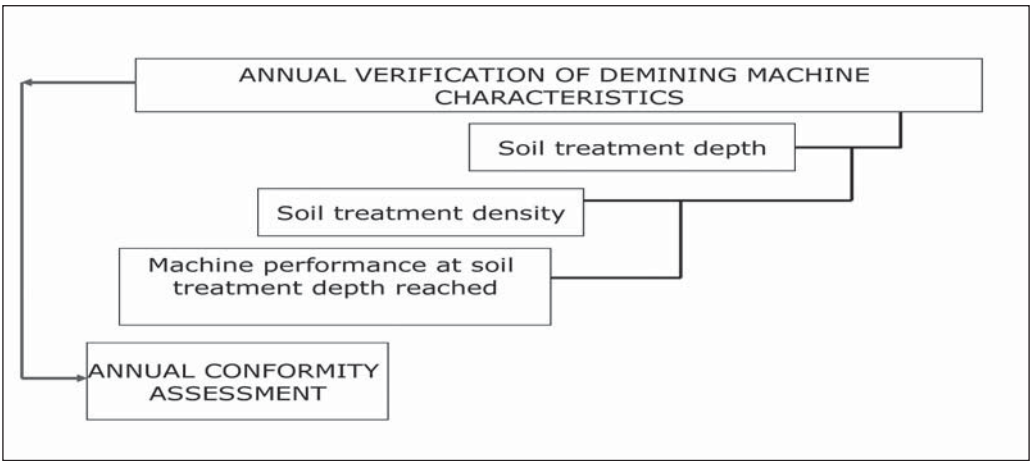 ANNUAL VERIFICATION OF DEMINING MACHINE
CHARACTERISTICS
Soil treatment depth
Soil treatment density
Machine performance at soil
treatment depth reached
ANNUAL CONFORMITY
ASSESSMENT